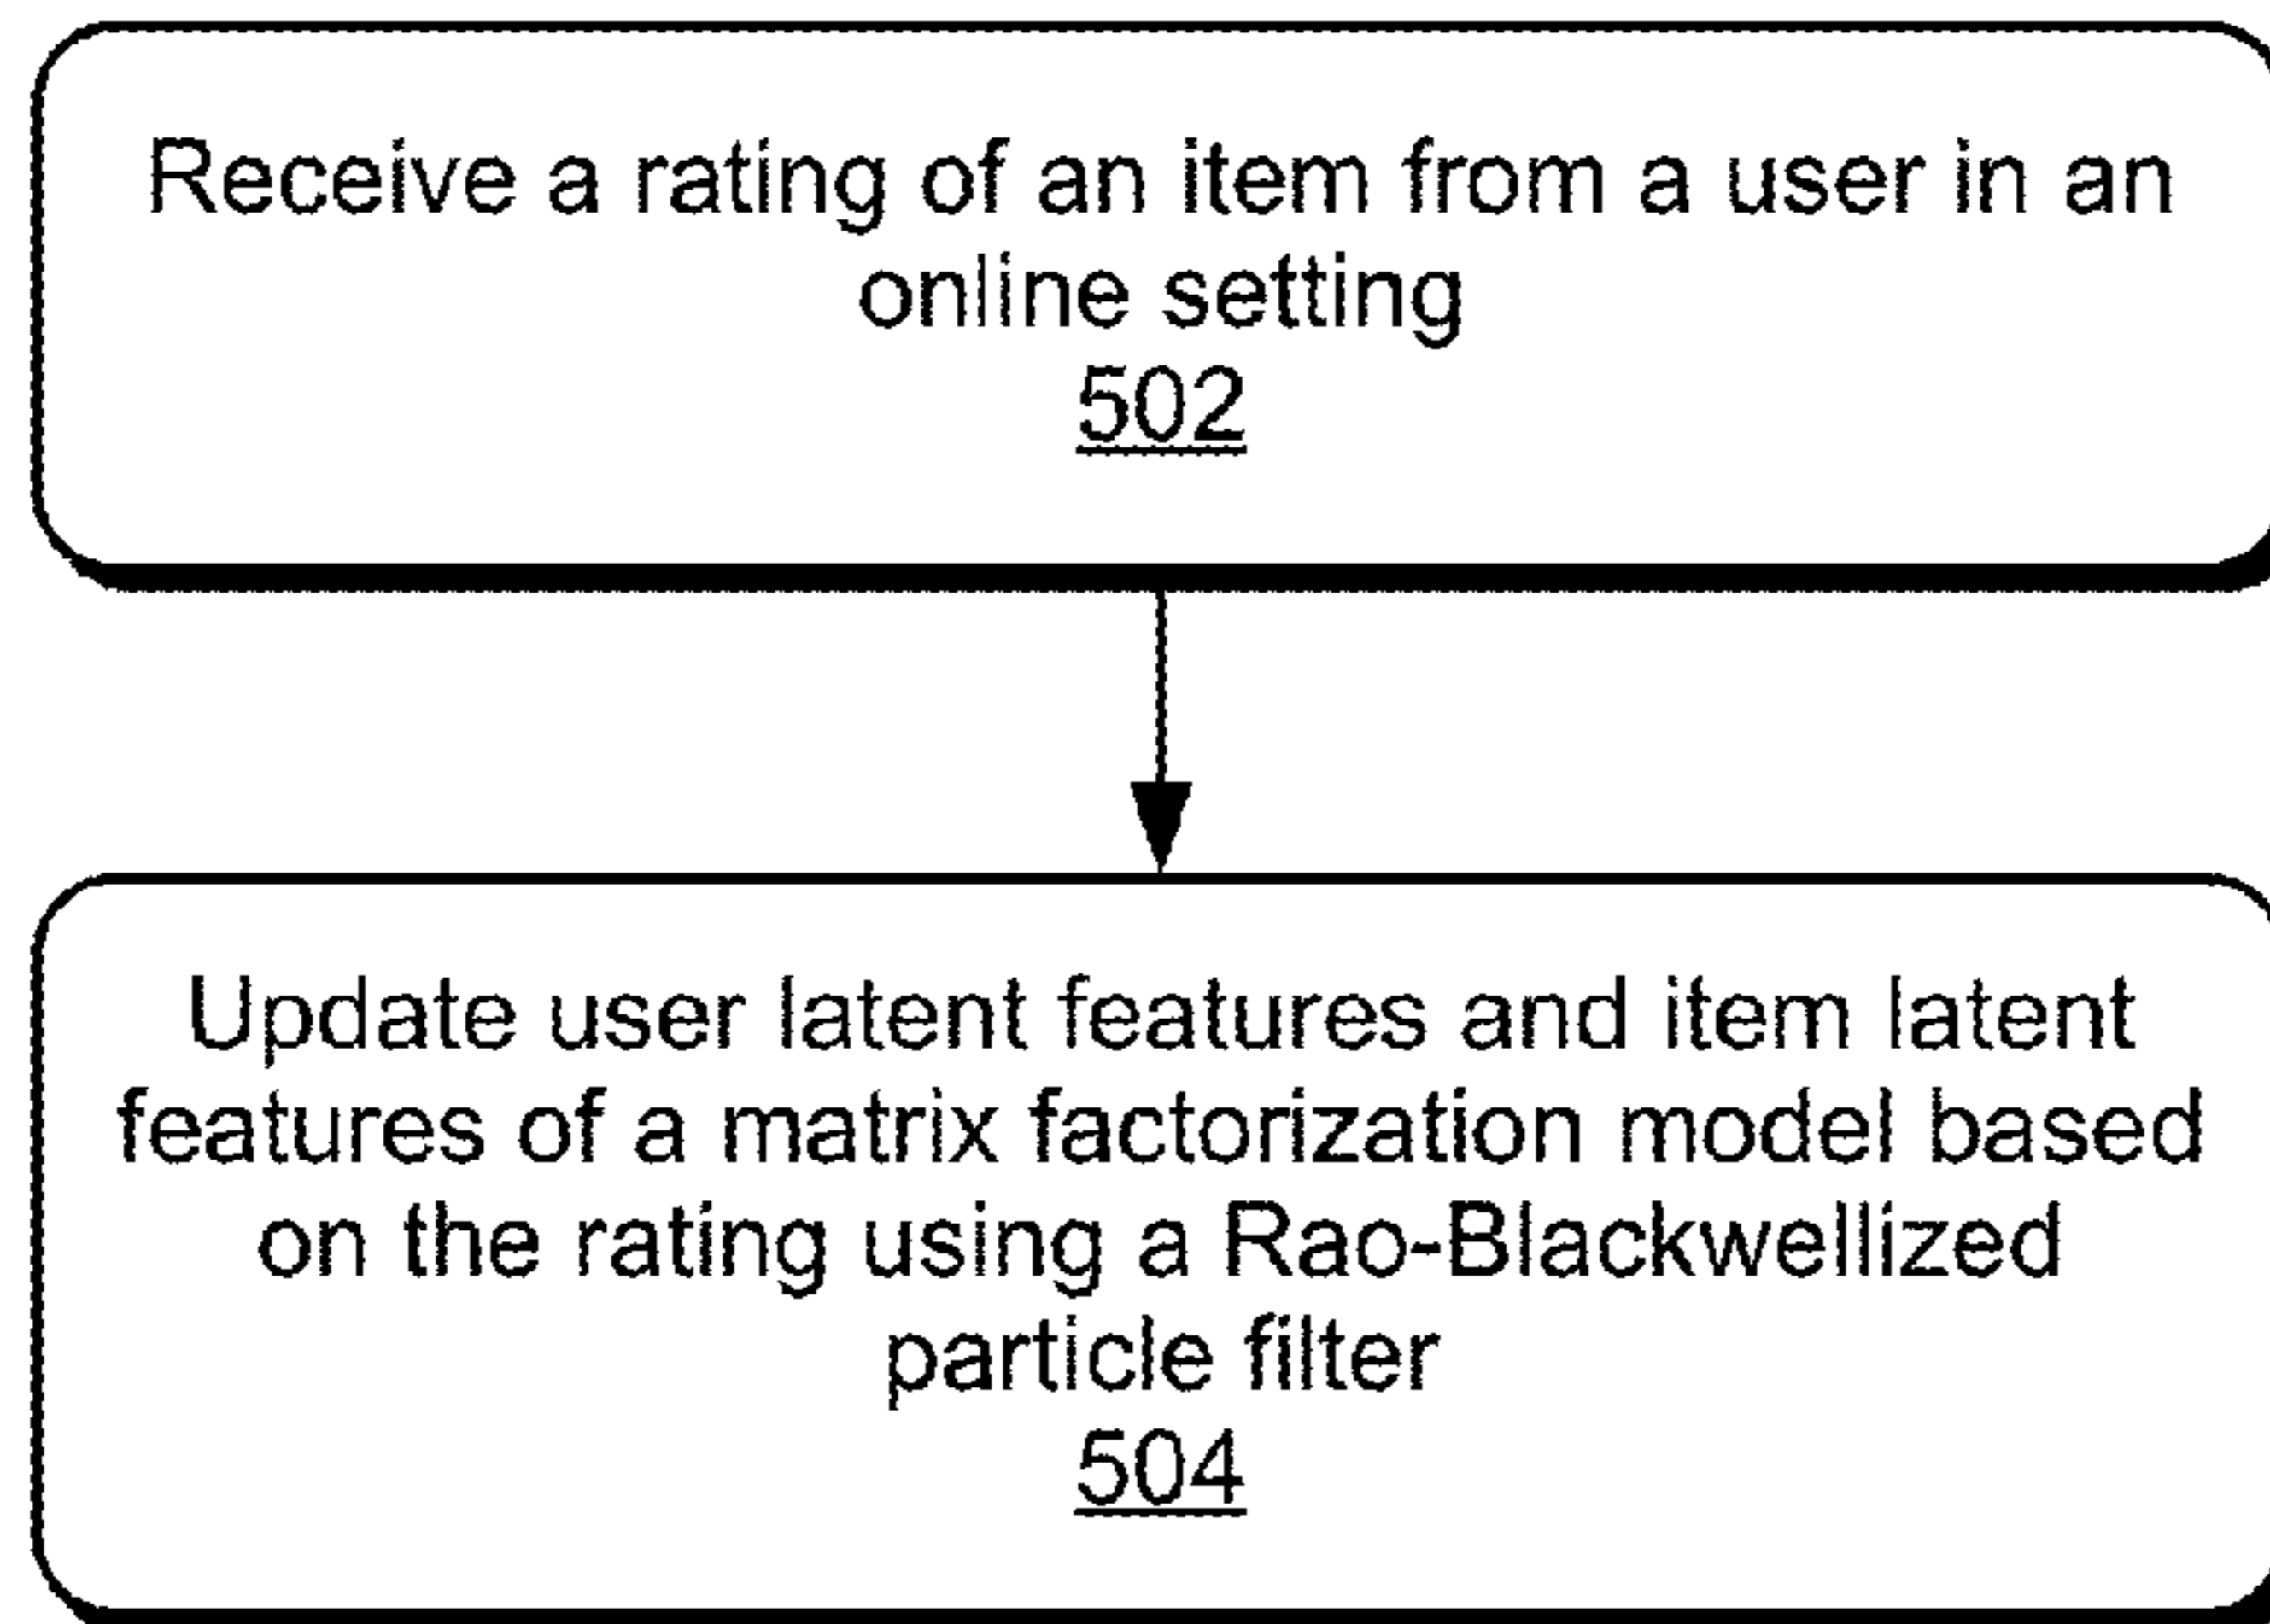 Receive a rating of an item from a user in an
online setting
502
Update user latent features and item latent
features of a matrix factorization model based
on the rating using a Rao-Blackwellized
particle filter
504